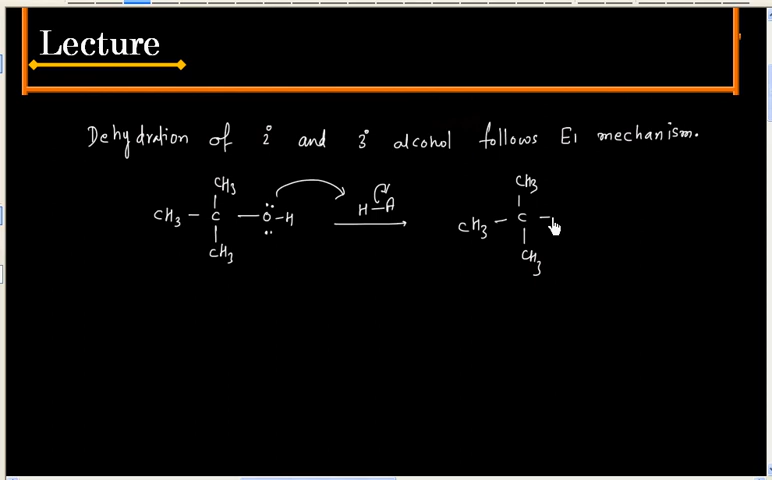 Lecture
Dehydration of 2° and 3° alcohol follows E1 mechanism.
CH3 CH3
CH3 - C - O - H H - A CH3 - C -
CH3 CH3